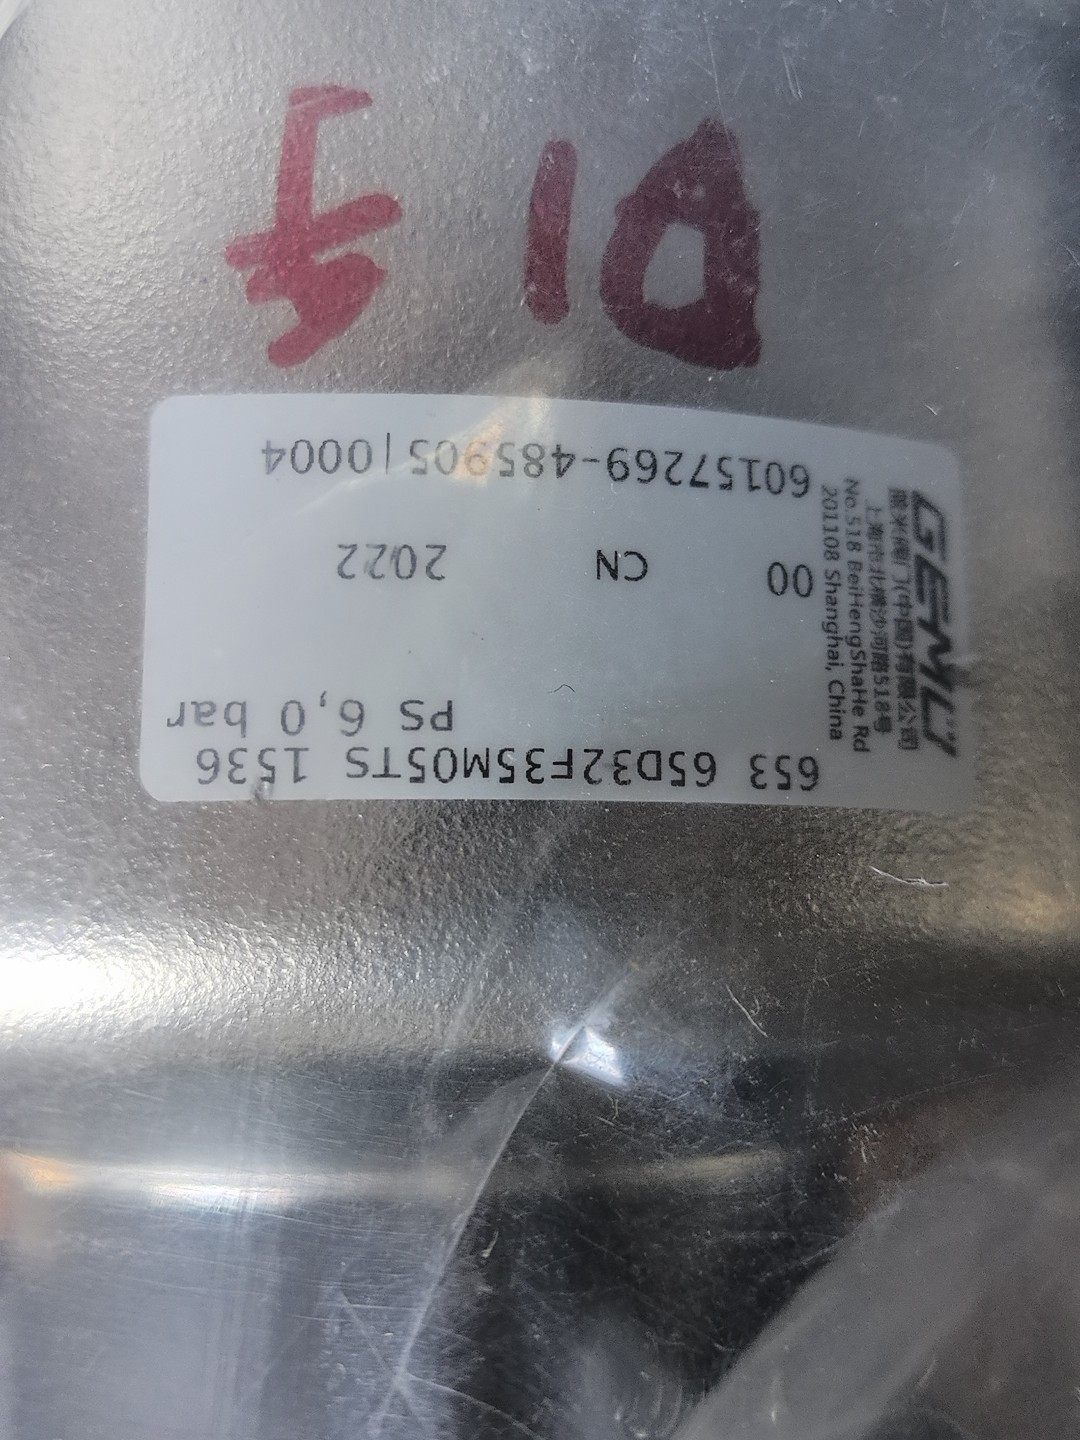 GEMÜ
盖米阀门(中国)有限公司
上海市北横沙河路518号
No.518 BeiHengShaHe Rd
201108 Shanghai, China
653 65D32F35M05TS 1536
PS 6,0 bar
00 CN 2022
60157269-485905|0004